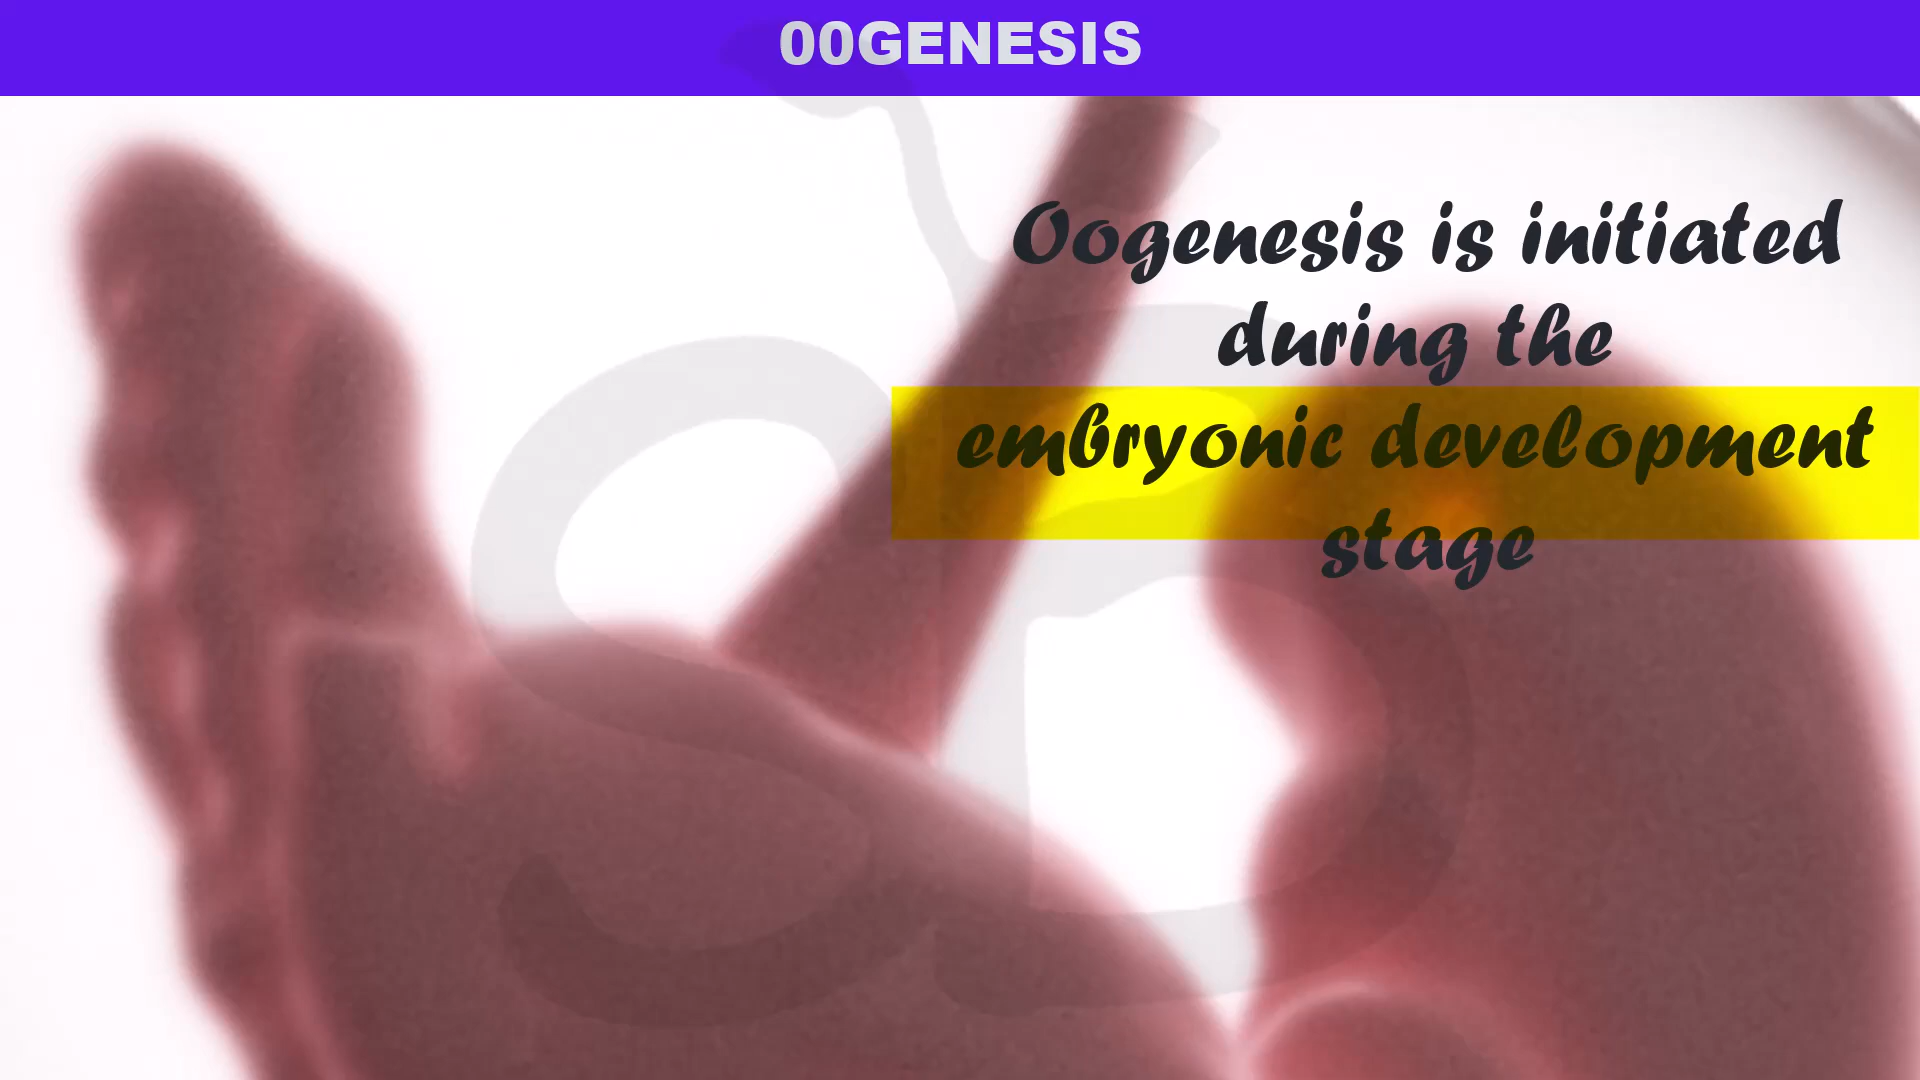 00GENESIS
Oogenesis is initiated
during the
embryonic development
stage